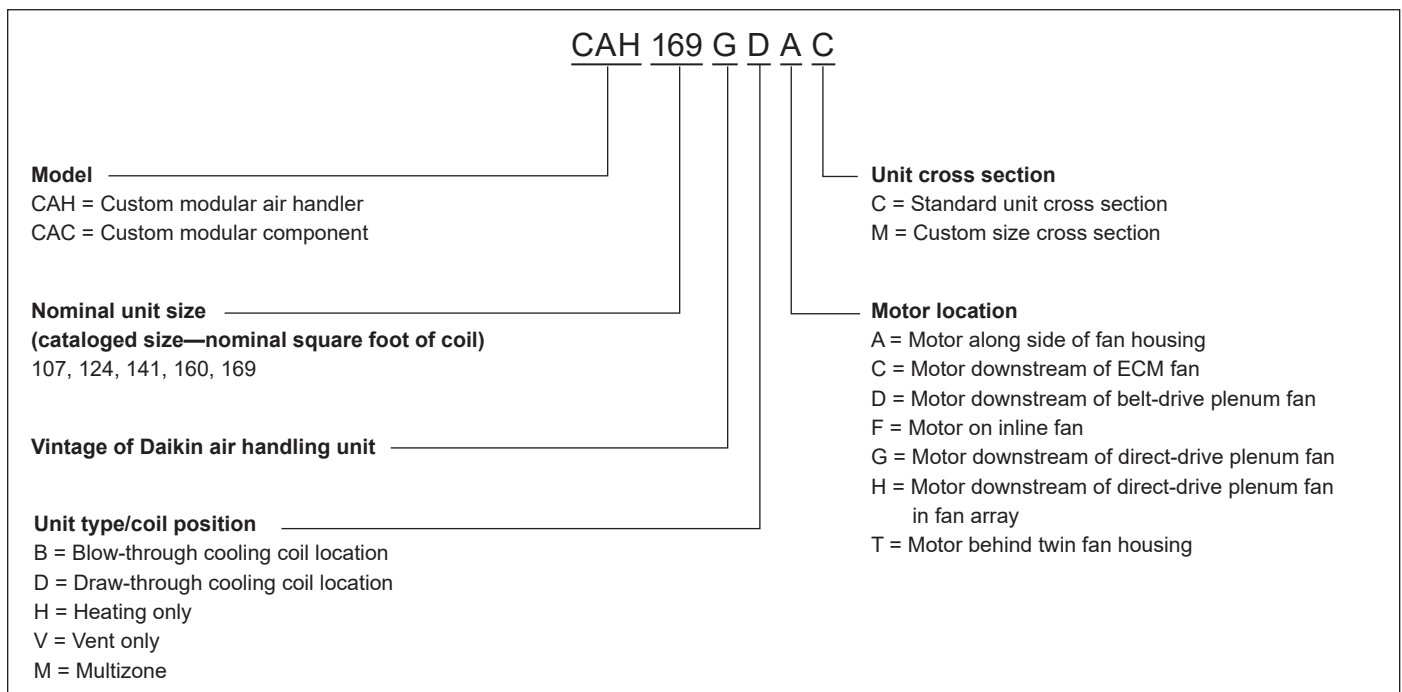 CAH 169 G D A C
Model
CAH = Custom modular air handler
CAC = Custom modular component
Nominal unit size
(cataloged size—nominal square foot of coil)
107, 124, 141, 160, 169
Vintage of Daikin air handling unit
Unit type/coil position
B = Blow-through cooling coil location
D = Draw-through cooling coil location
H = Heating only
V = Vent only
M = Multizone
Unit cross section
C = Standard unit cross section
M = Custom size cross section
Motor location
A = Motor along side of fan housing
C = Motor downstream of ECM fan
D = Motor downstream of belt-drive plenum fan
F = Motor on inline fan
G = Motor downstream of direct-drive plenum fan
H = Motor downstream of direct-drive plenum fan
in fan array
T = Motor behind twin fan housing